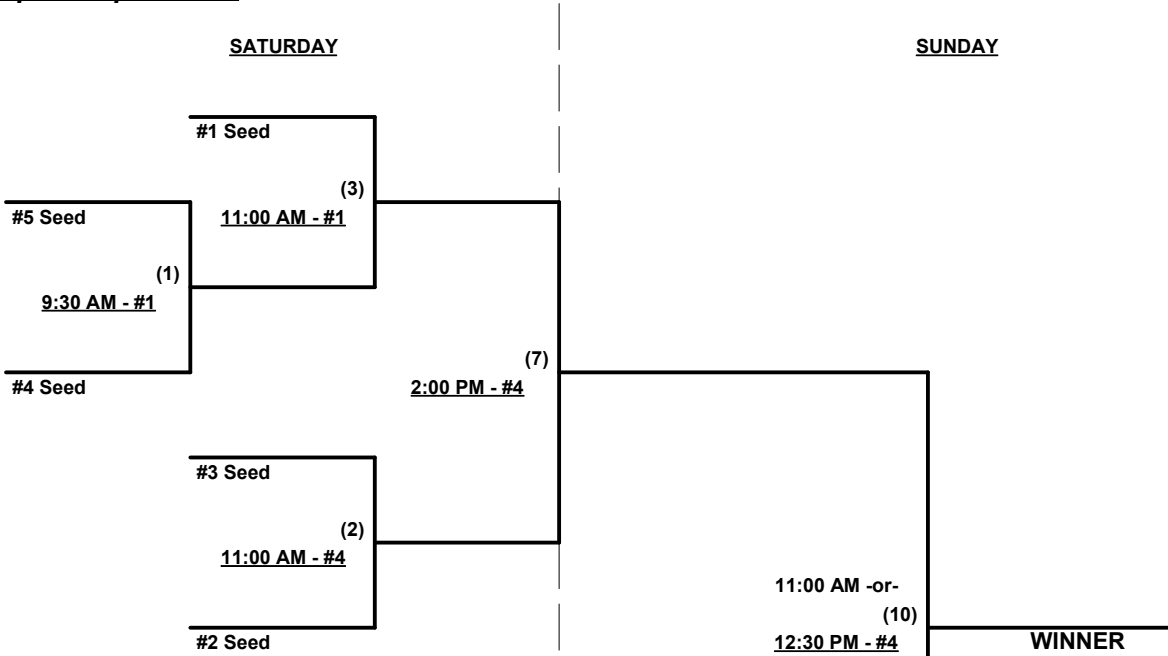 SATURDAY
SUNDAY
#1 Seed
(3)
11:00 AM - #1
#5 Seed
(1)
9:30 AM - #1
#4 Seed
(7)
2:00 PM - #4
#3 Seed
(2)
11:00 AM - #4
#2 Seed
11:00 AM -or-
(10)
12:30 PM - #4
WINNER